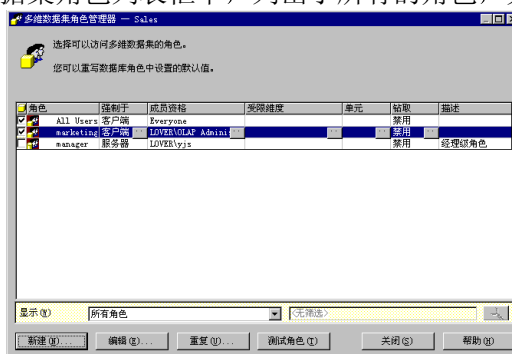 多维数据集角色管理器 — Sales
选择可以访问多维数据集的角色。
您可以重写数据库角色中设置的默认值。
角色 强制于 成员资格 受限维度 单元 钻取 描述
All Users 客户端 Everyone 禁用
marketing 客户端 ... LOVER\OLAP Admini ... ... ... 禁用 ...
manager 服务器 LOVER\yjs 禁用 经理级角色
显示(W) 所有角色 <无筛选>
新建(N)... 编辑(E)... 重复(U)... 测试角色(T) 关闭(S) 帮助(H)